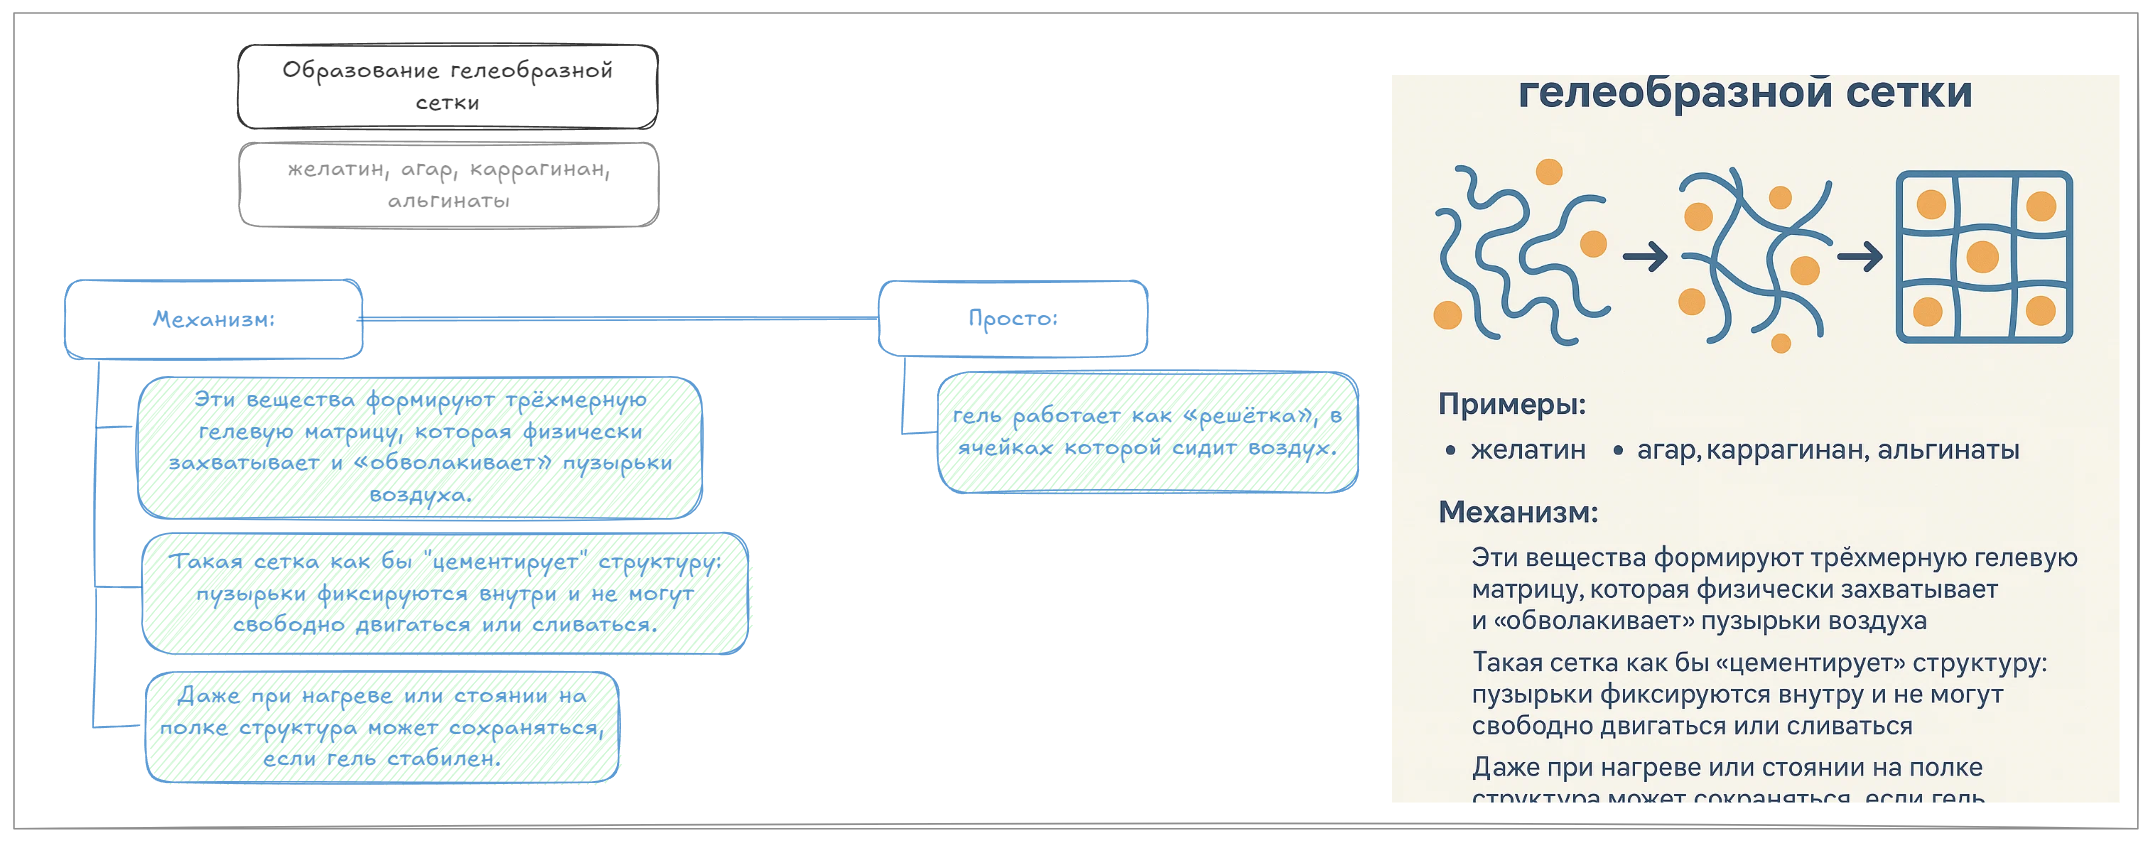 Образование гелеобразной
сетки
желатин, агар, каррагинан,
альгинаты
Механизм:
Эти вещества формируют трёхмерную
гелевую матрицу, которая физически
захватывает и «обволакивает» пузырьки
воздуха.
Такая сетка как бы "цементирует" структуру:
пузырьки фиксируются внутри и не могут
свободно двигаться или сливаться.
Даже при нагреве или стоянии на
полке структура может сохраняться,
если гель стабилен.
Просто:
гель работает как «решётка», в
ячейках которой сидит воздух.
гелеобразной сетки
Примеры:
• желатин • агар, каррагинан, альгинаты
Механизм:
Эти вещества формируют трёхмерную гелевую
матрицу, которая физически захватывает
и «обволакивает» пузырьки воздуха
Такая сетка как бы «цементирует» структуру:
пузырьки фиксируются внутру и не могут
свободно двигаться или сливаться
Даже при нагреве или стоянии на полке
структура может сокраняться, если гель